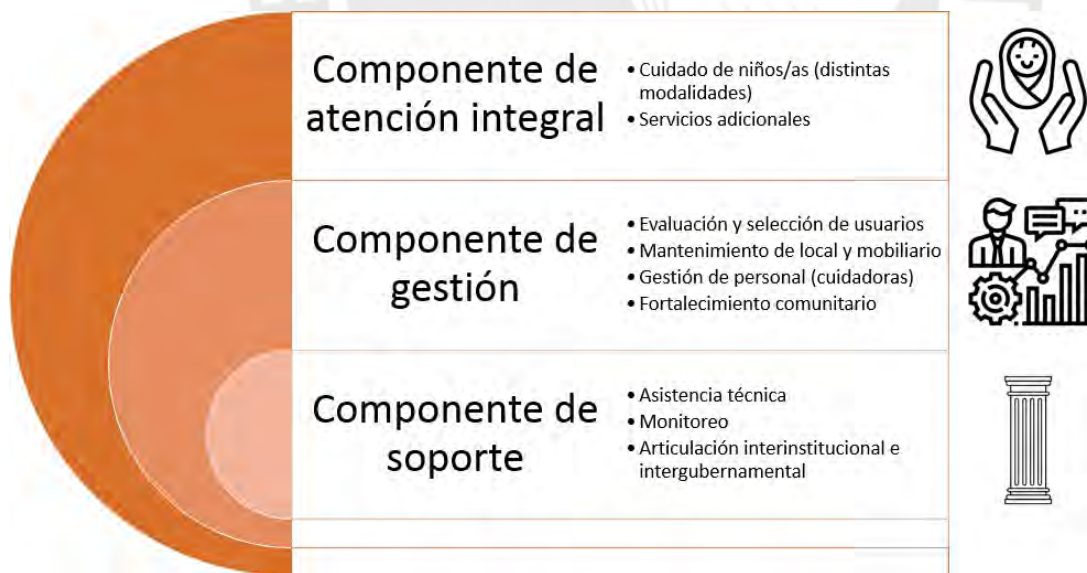 Componente de
atención integral
• Cuidado de niños/as (distintas
modalidades)
• Servicios adicionales
Componente de
gestión
• Evaluación y selección de usuarios
• Mantenimiento de local y mobiliario
• Gestión de personal (cuidadoras)
• Fortalecimiento comunitario
Componente de
soporte
• Asistencia técnica
• Monitoreo
• Articulación interinstitucional e
intergubernamental